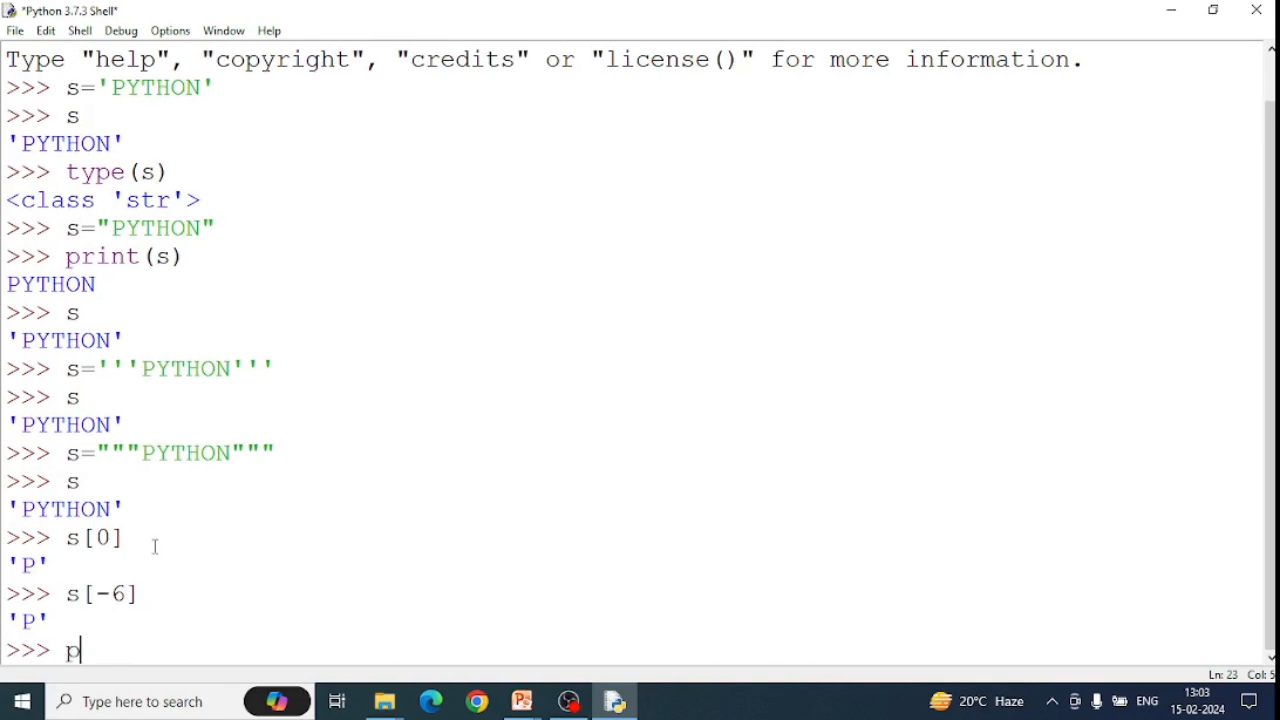 *Python 3.7.3 Shell*
File Edit Shell Debug Options Window Help
Type "help", "copyright", "credits" or "license()" for more information.
>>> s='PYTHON'
>>> s
'PYTHON'
>>> type(s)
<class 'str'>
>>> s="PYTHON"
>>> print(s)
PYTHON
>>> s
'PYTHON'
>>> s='''PYTHON'''
>>> s
'PYTHON'
>>> s="""PYTHON"""
>>> s
'PYTHON'
>>> s[0]
'P'
>>> s[-6]
'P'
>>> p
Ln: 23 Col: 5
Type here to search
20°C Haze
ENG
13:03
15-02-2024